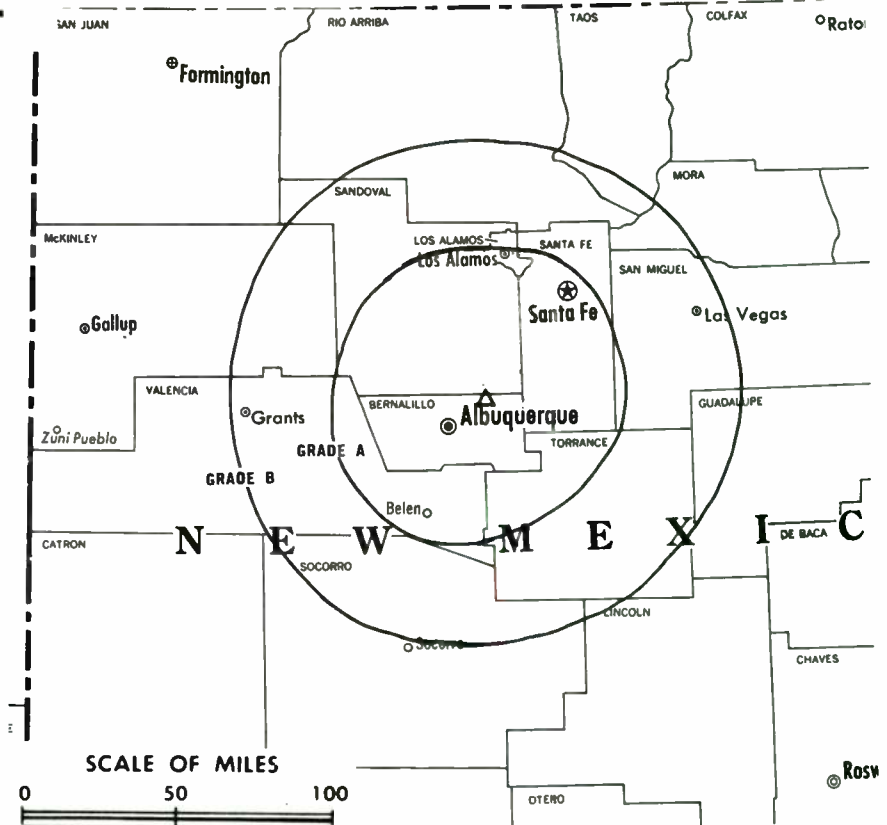 SAN JUAN
RIO ARRIBA
TAOS
COLFAX
Rato
Formington
SANDOVAL
MORA
McKINLEY
LOS ALAMOS
SANTA FE
Los Alamos
SAN MIGUEL
Santa Fe
Las Vegas
Gallup
VALENCIA
BERNALILLO
GUADALUPE
Grants
Albuquerque
Zuni Pueblo
GRADE A
TORRANCE
GRADE B
Belen
N E W M E X I C
CATRON
DE BACA
SOCORRO
LINCOLN
Socorro
CHAVES
SCALE OF MILES
0 50 100
Rosw
OTERO